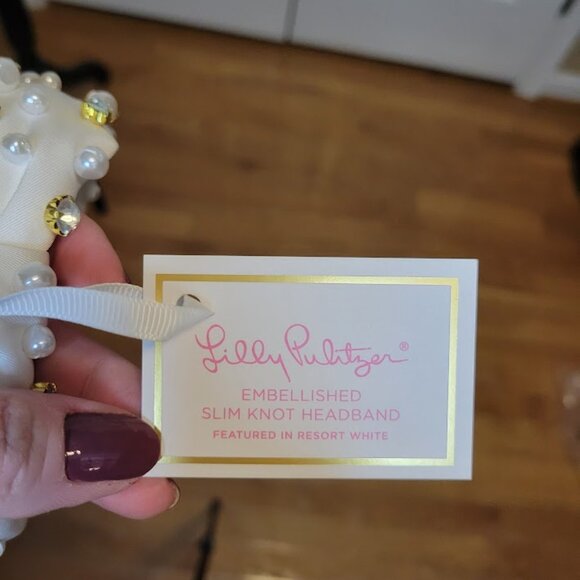 Lilly Pulitzer®
EMBELLISHED
SLIM KNOT HEADBAND
FEATURED IN RESORT WHITE